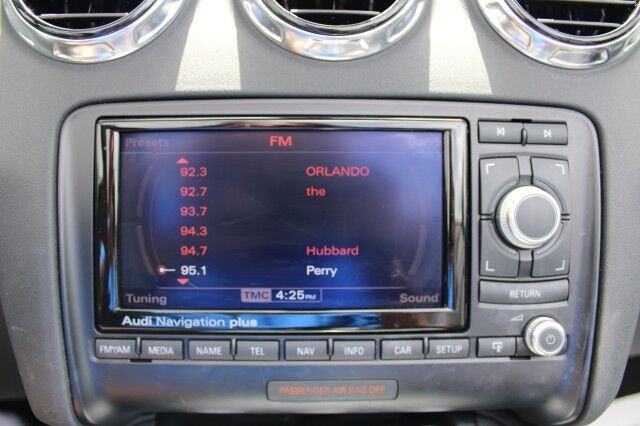 Presets FM Band
92.3 ORLANDO
92.7 the
93.7
94.3
94.7 Hubbard
95.1 Perry
Tuning TMC 4:25PM Sound
Audi Navigation plus
FM/AM MEDIA NAME TEL NAV INFO CAR SETUP
RETURN
PASSENGER AIR BAG OFF